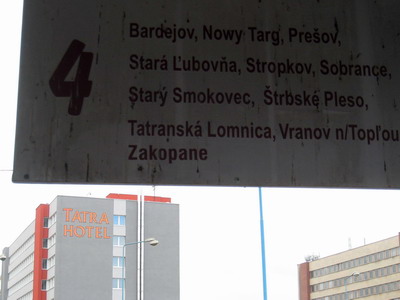 4
Bardejov, Nowy Targ, Prešov,
Stará Ľubovňa, Stropkov, Sobrance,
Starý Smokovec, Štrbské Pleso,
Tatranská Lomnica, Vranov n/Topľou
Zakopane
TATRA
HOTEL